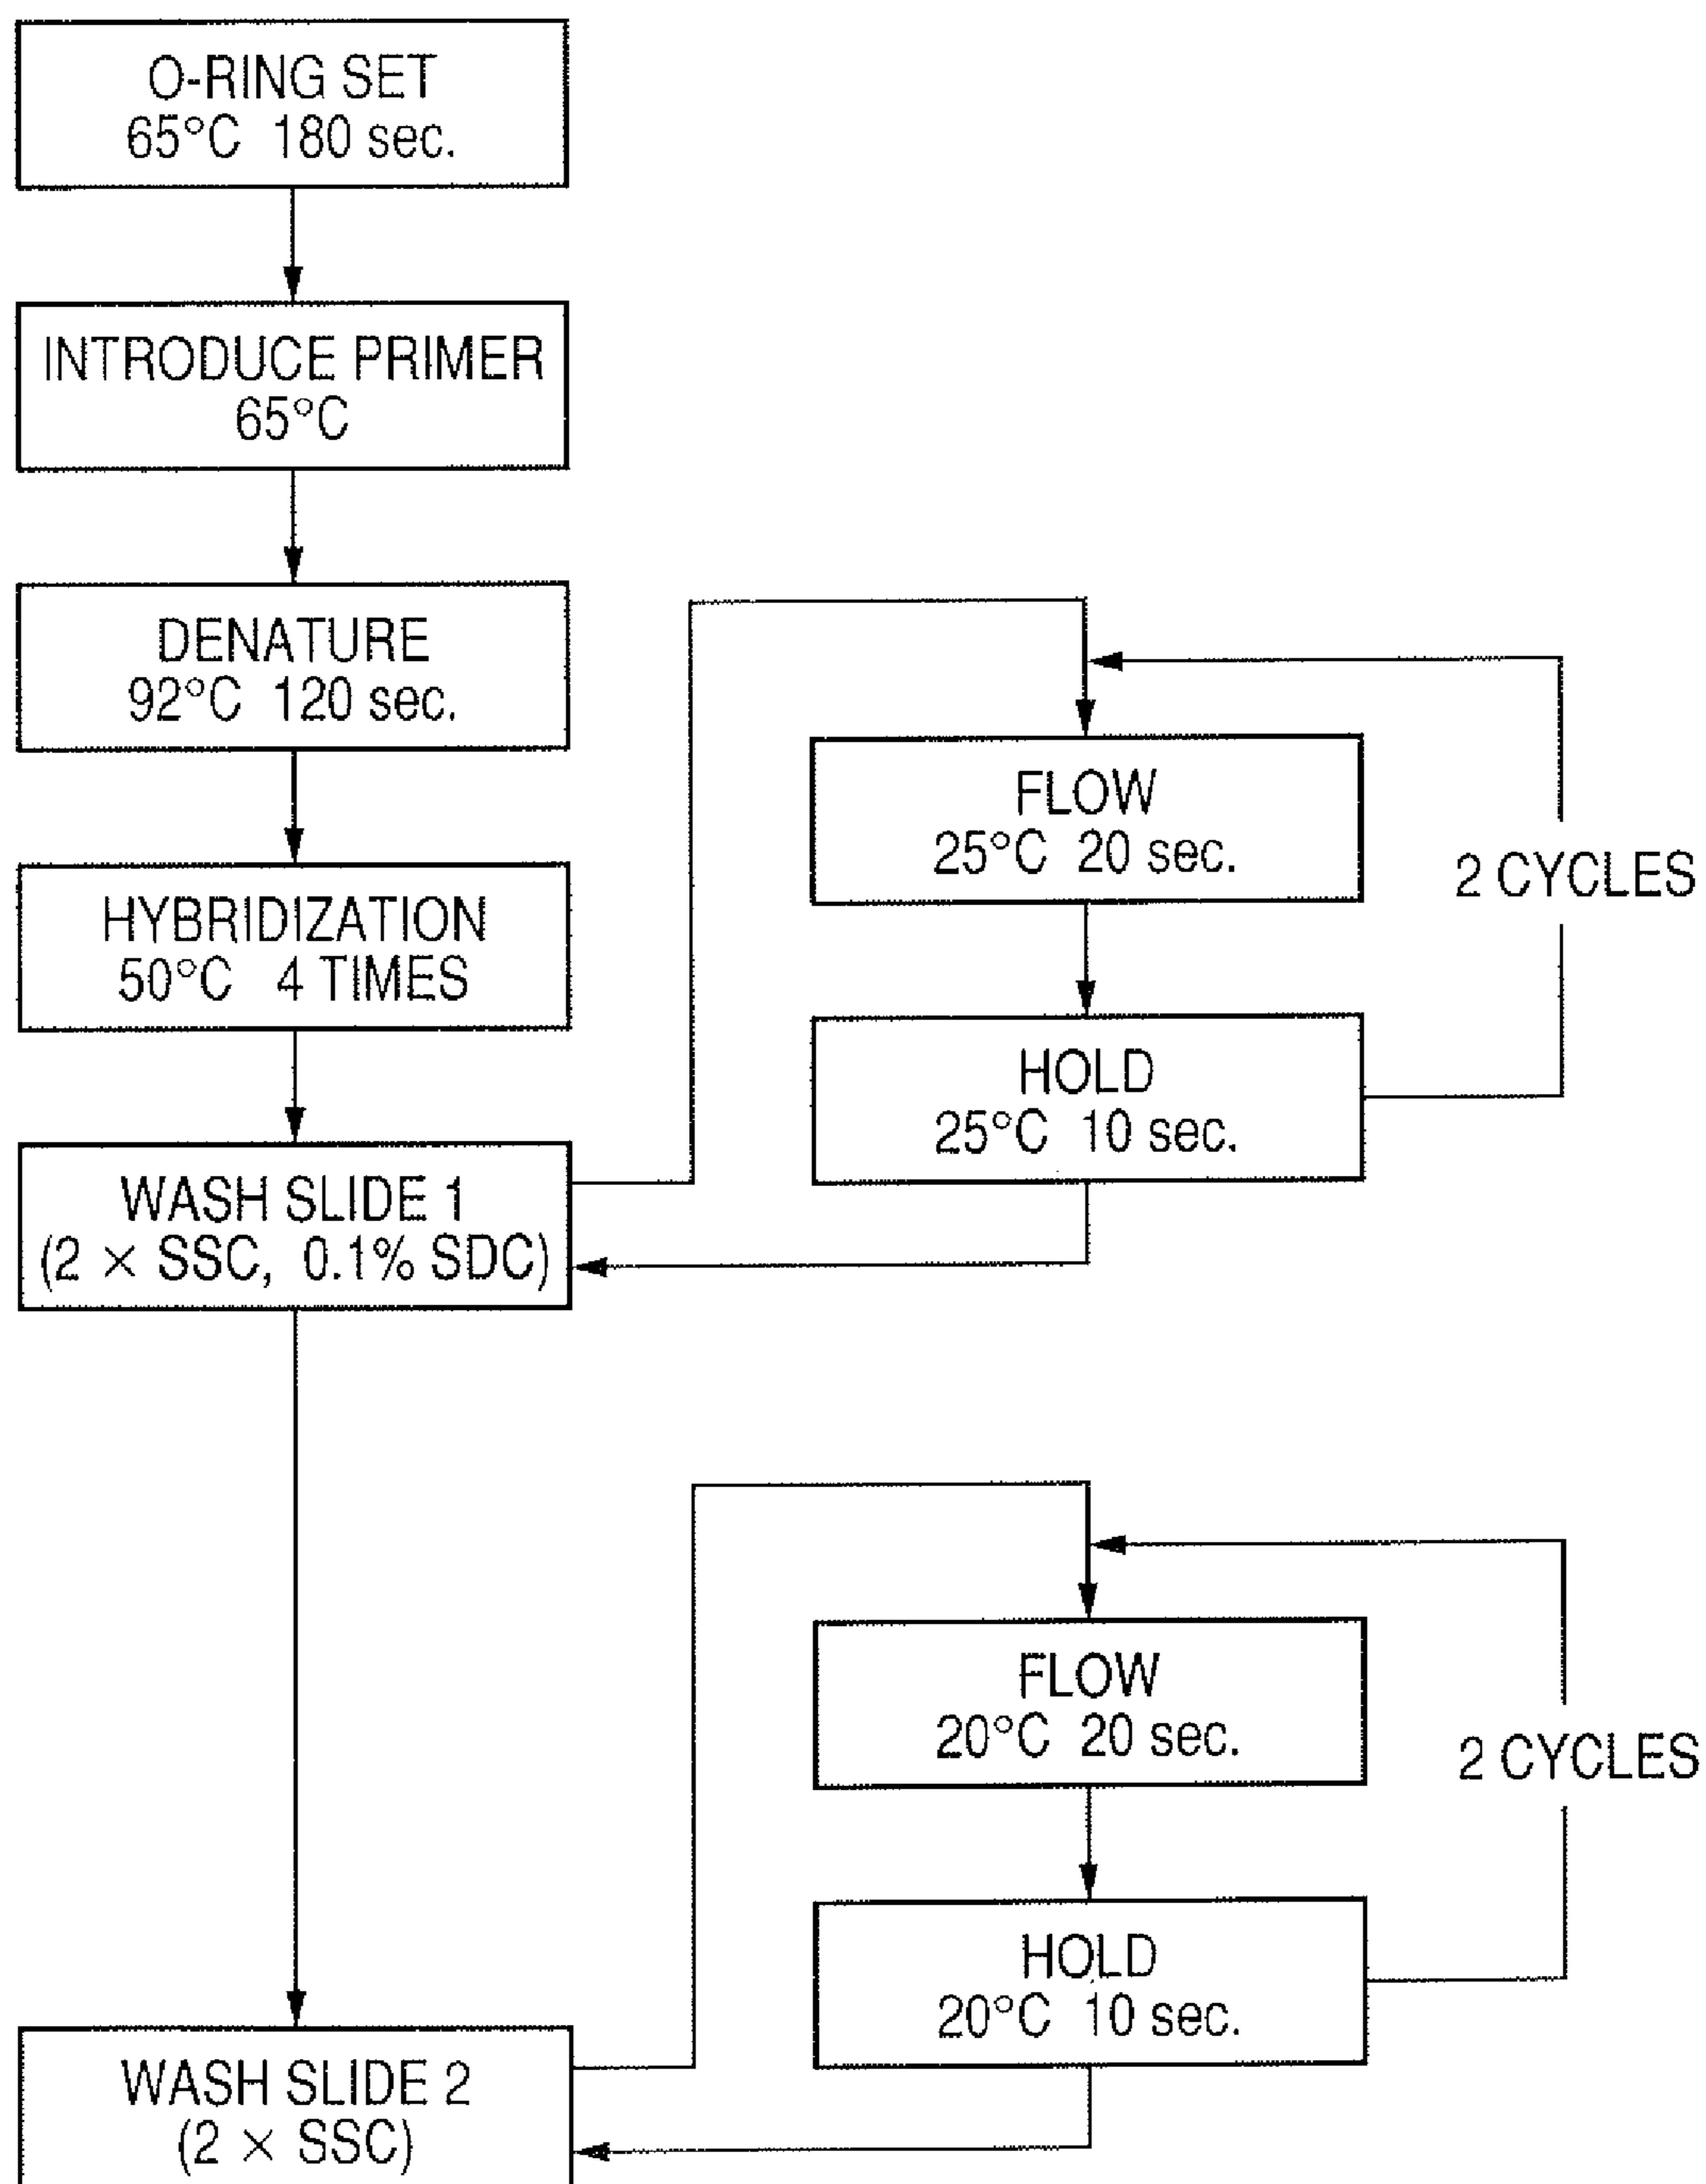 O-RING SET
65°C 180 sec.
INTRODUCE PRIMER
65°C
DENATURE
92°C 120 sec.
HYBRIDIZATION
50°C 4 TIMES
WASH SLIDE 1
(2 × SSC, 0.1% SDC)
FLOW
25°C 20 sec.
HOLD
25°C 10 sec.
2 CYCLES
WASH SLIDE 2
(2 × SSC)
FLOW
20°C 20 sec.
HOLD
20°C 10 sec.
2 CYCLES